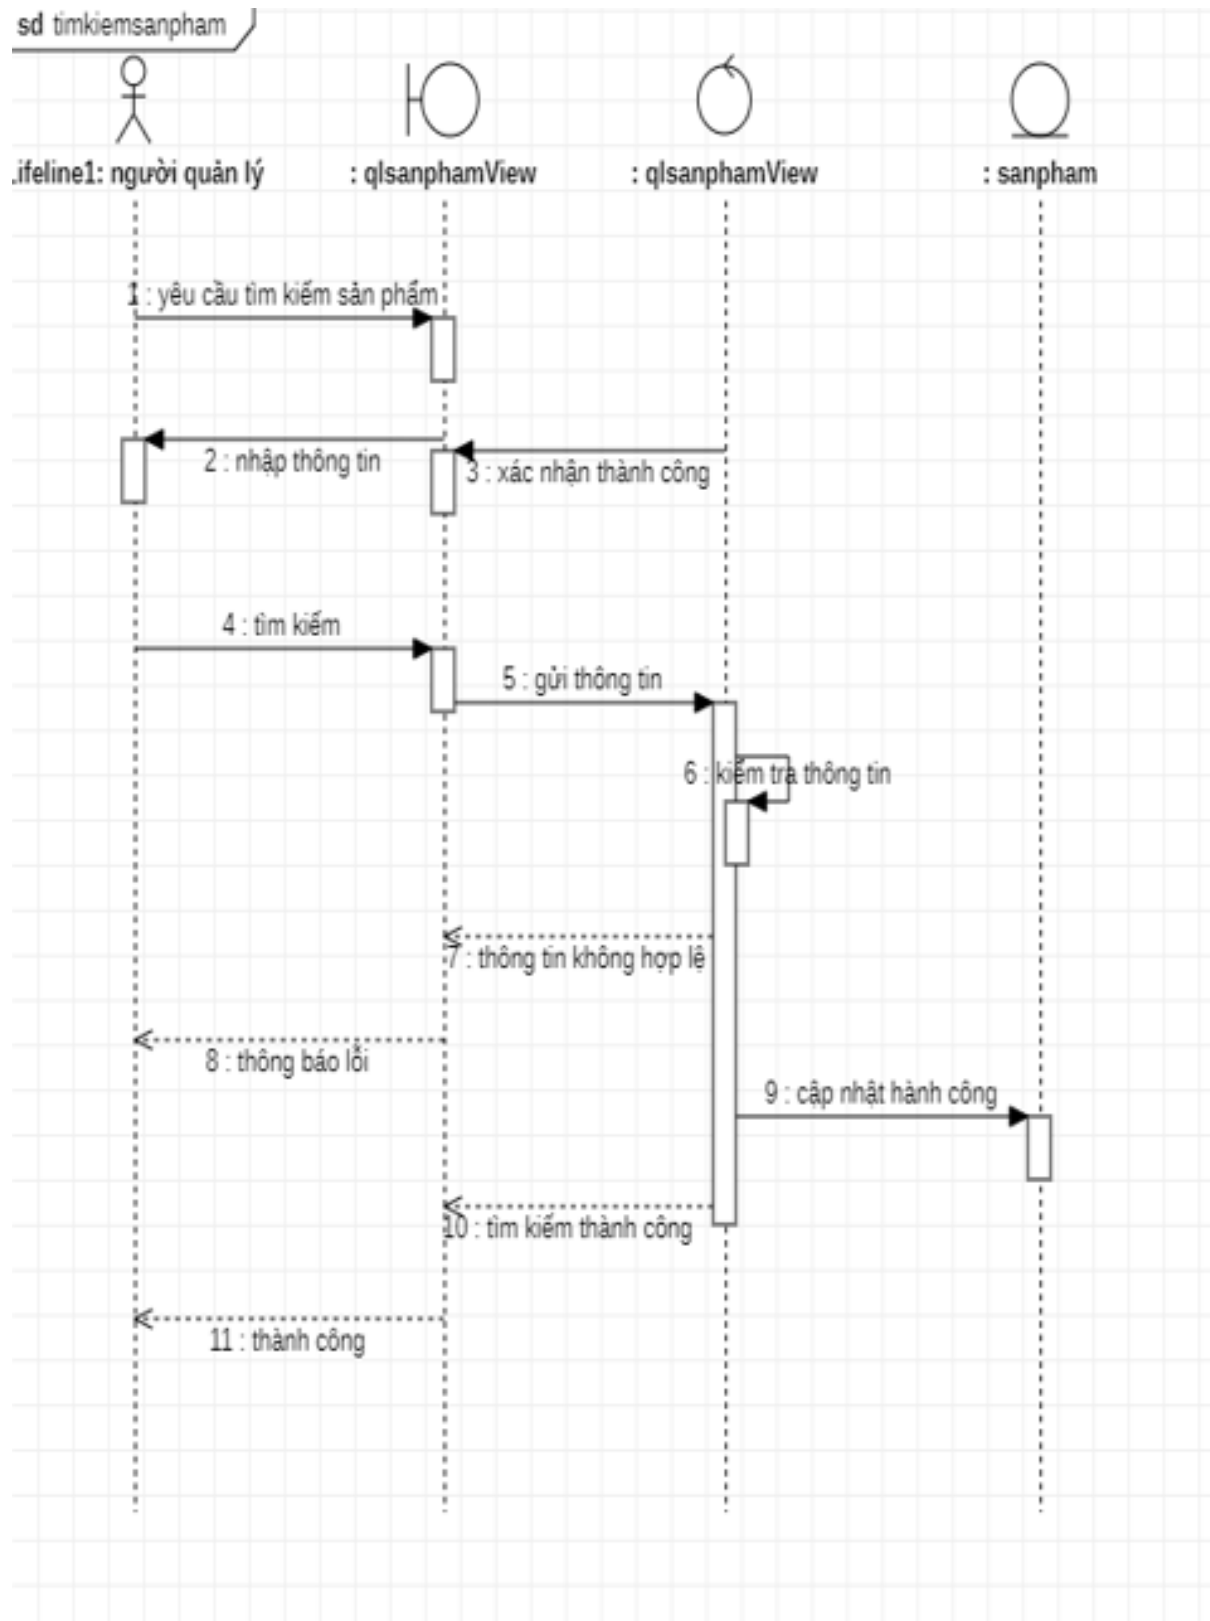 sd timkiemsanpham
.ifeline1: người quản lý
: qlsanphamView
: qlsanphamView
: sanpham
1 : yêu cầu tìm kiếm sản phẩm
2 : nhập thông tin
3 : xác nhận thành công
4 : tìm kiếm
5 : gửi thông tin
6 : kiểm tra thông tin
7 : thông tin không hợp lệ
8 : thông báo lỗi
9 : cập nhật hành công
10 : tìm kiếm thành công
11 : thành công